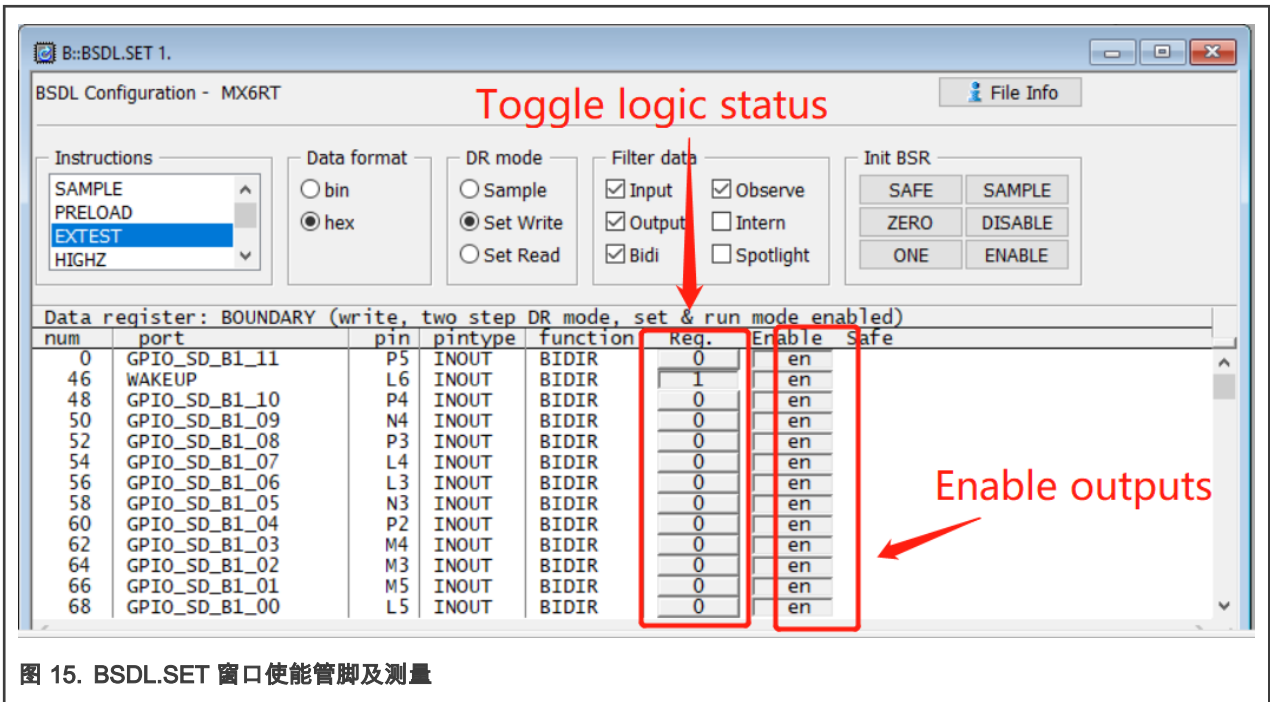 B::BSDL.SET 1.
BSDL Configuration - MX6RT
File Info
Toggle logic status
Instructions
SAMPLE
PRELOAD
EXTEST
HIGHZ
Data format
bin
hex
DR mode
Sample
Set Write
Set Read
Filter data
Input
Observe
Output
Intern
Bidi
Spotlight
Init BSR
SAFE SAMPLE
ZERO DISABLE
ONE ENABLE
Data register: BOUNDARY (write, two step DR mode, set & run mode enabled)
num port pin pintype function Reg. Enable Safe
0 GPIO_SD_B1_11 P5 INOUT BIDIR 0 en
46 WAKEUP L6 INOUT BIDIR 1 en
48 GPIO_SD_B1_10 P4 INOUT BIDIR 0 en
50 GPIO_SD_B1_09 N4 INOUT BIDIR 0 en
52 GPIO_SD_B1_08 P3 INOUT BIDIR 0 en
54 GPIO_SD_B1_07 L4 INOUT BIDIR 0 en
56 GPIO_SD_B1_06 L3 INOUT BIDIR 0 en
58 GPIO_SD_B1_05 N3 INOUT BIDIR 0 en
60 GPIO_SD_B1_04 P2 INOUT BIDIR 0 en
62 GPIO_SD_B1_03 M4 INOUT BIDIR 0 en
64 GPIO_SD_B1_02 M3 INOUT BIDIR 0 en
66 GPIO_SD_B1_01 M5 INOUT BIDIR 0 en
68 GPIO_SD_B1_00 L5 INOUT BIDIR 0 en
Enable outputs
图 15. BSDL.SET 窗口使能管脚及测量